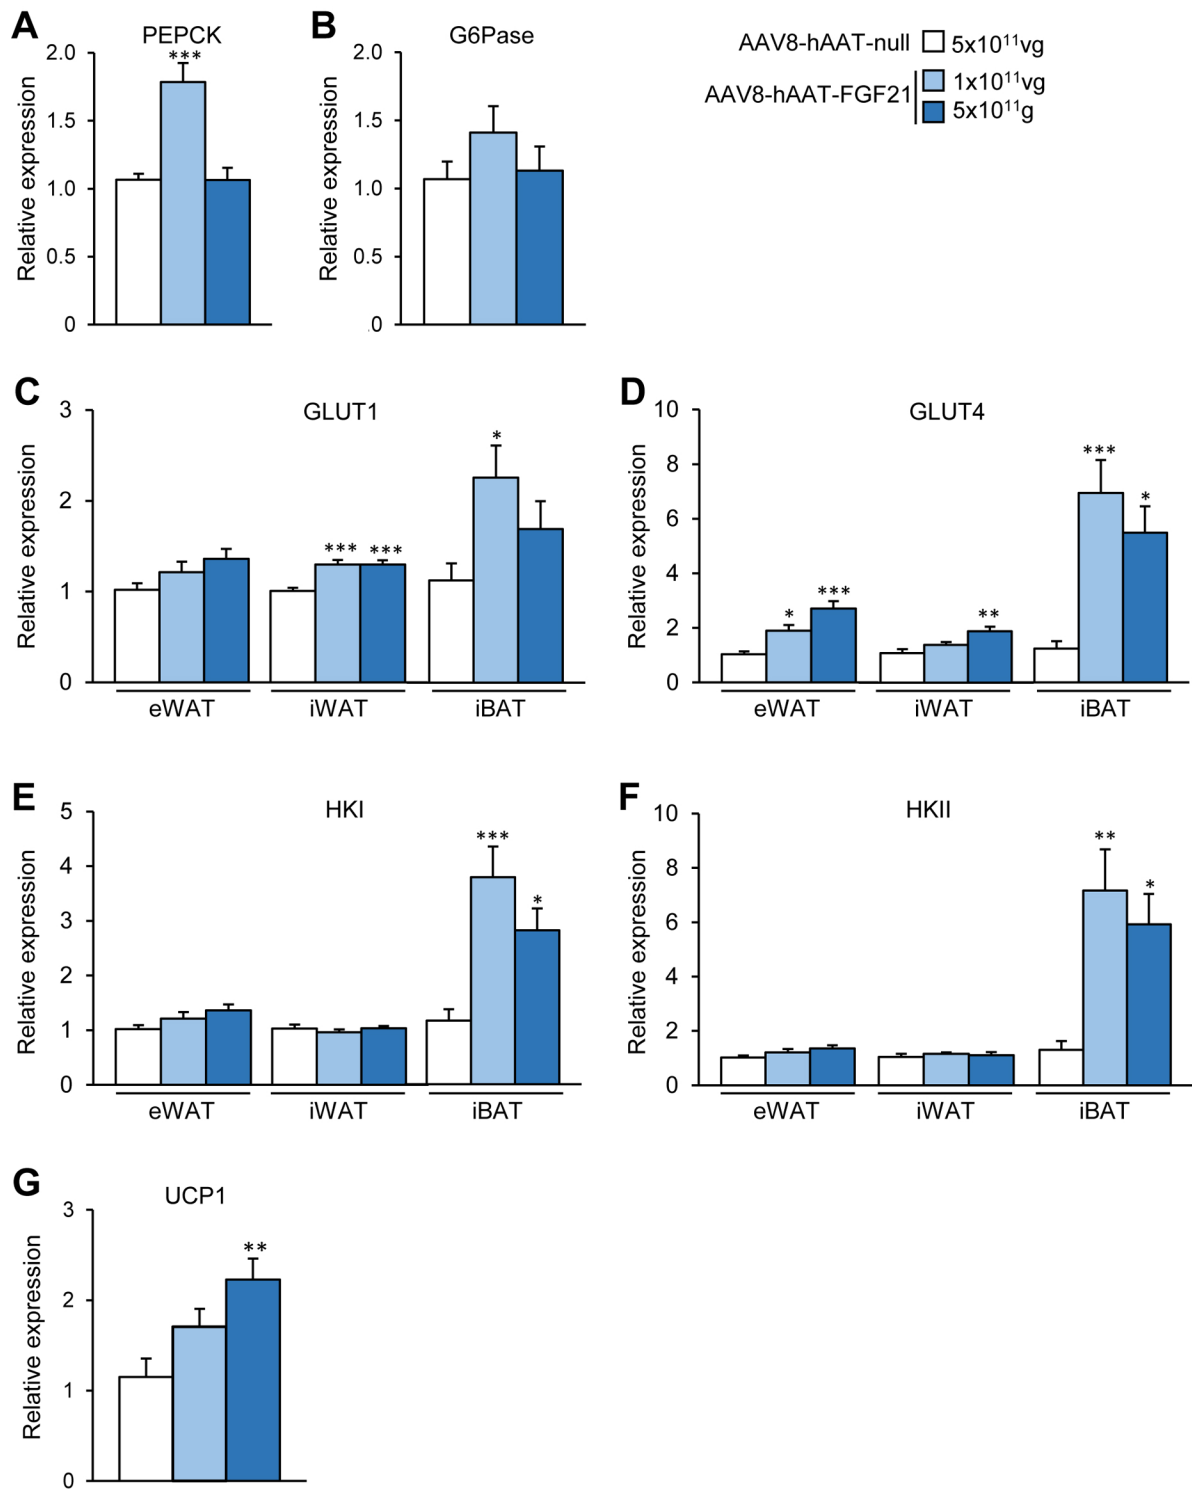 A
PEPCK
Relative expression
2.0
1.5
1.0
0.5
0
***
B
G6Pase
Relative expression
2.0
1.5
1.0
0.5
.0
AAV8-hAAT-null 5x10¹¹vg
AAV8-hAAT-FGF21 1x10¹¹vg
5x10¹¹g
C
GLUT1
Relative expression
3
2
1
0
*** *** *
eWAT iWAT iBAT
D
GLUT4
Relative expression
10
8
6
4
2
0
* *** ** *** *
eWAT iWAT iBAT
E
HKI
Relative expression
5
4
3
2
1
0
*** *
eWAT iWAT iBAT
F
HKII
Relative expression
10
8
6
4
2
0
** *
eWAT iWAT iBAT
G
UCP1
Relative expression
3
2
1
0
**